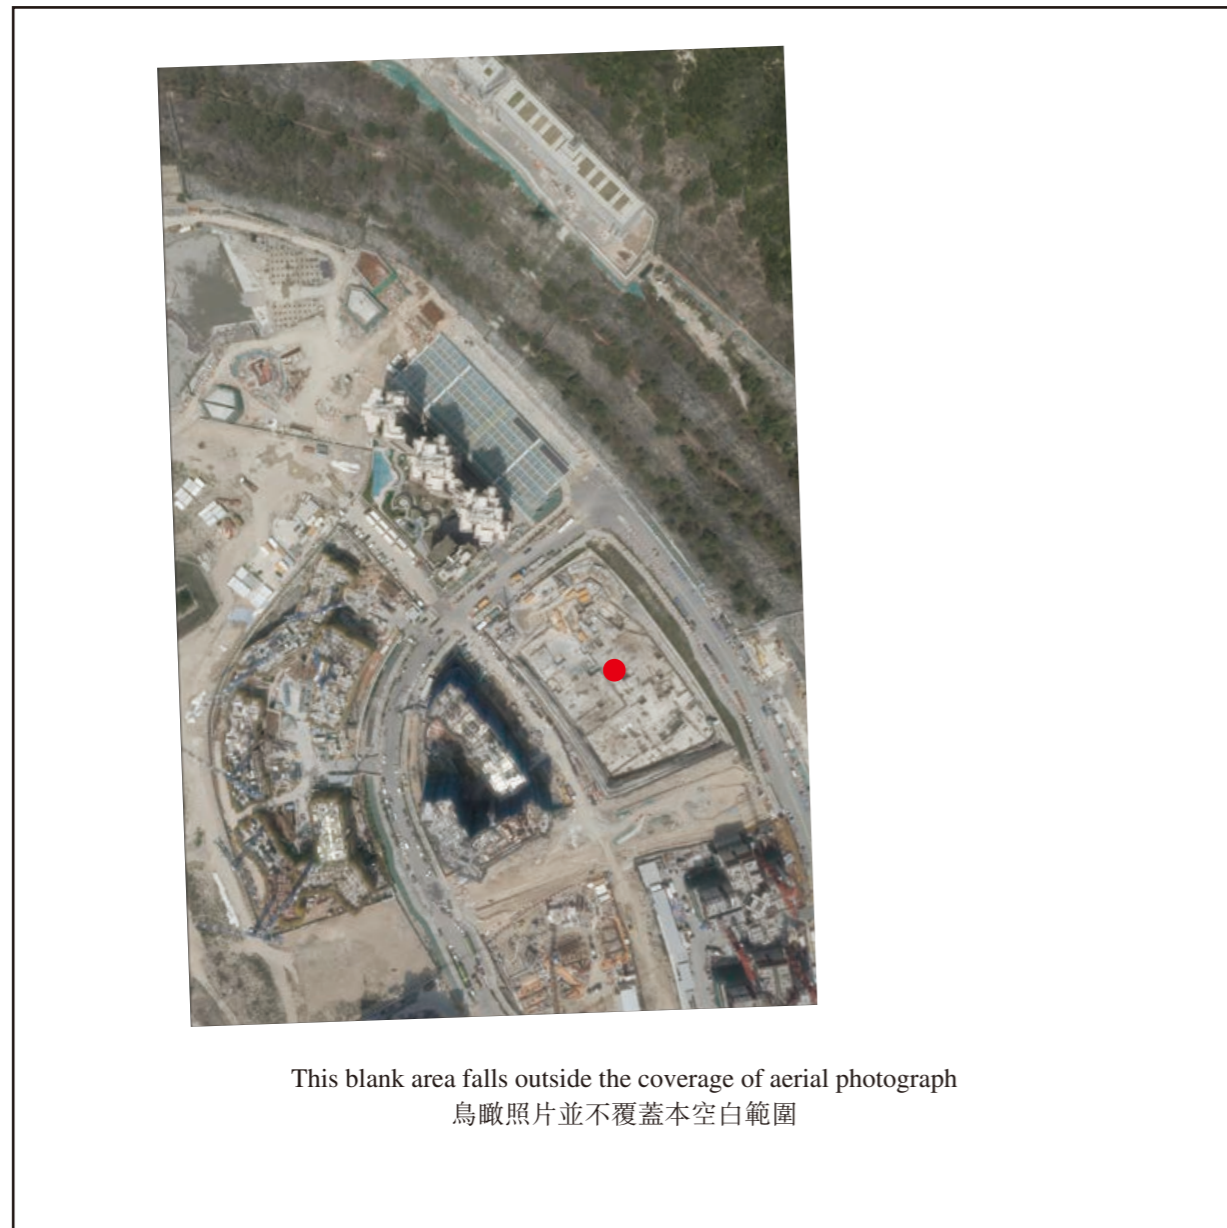 This blank area falls outside the coverage of aerial photograph
鳥瞰照片並不覆蓋本空白範圍